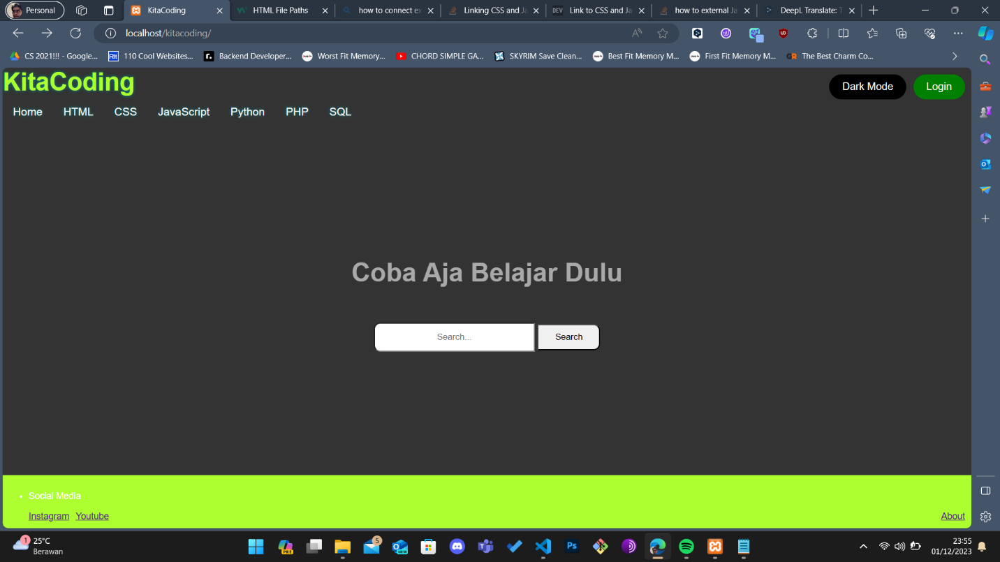 Personal
KitaCoding
HTML File Paths
how to connect ex
Linking CSS and Ja
DEV
Link to CSS and Ja
how to external Ja
DeepL Translate: T
localhost/kitacoding/
CS 2021!!! - Google...
110 Cool Websites...
Backend Developer...
Worst Fit Memory...
CHORD SIMPLE GA...
SKYRIM Save Clean...
Best Fit Memory M...
First Fit Memory M...
The Best Charm Co...
KitaCoding
Dark Mode
Login
Home
HTML
CSS
JavaScript
Python
PHP
SQL
Coba Aja Belajar Dulu
Search...
Search
Social Media
Instagram
Youtube
About
1
25°C
Berawan
PRE
5
NEW
Ps
23:55
01/12/2023